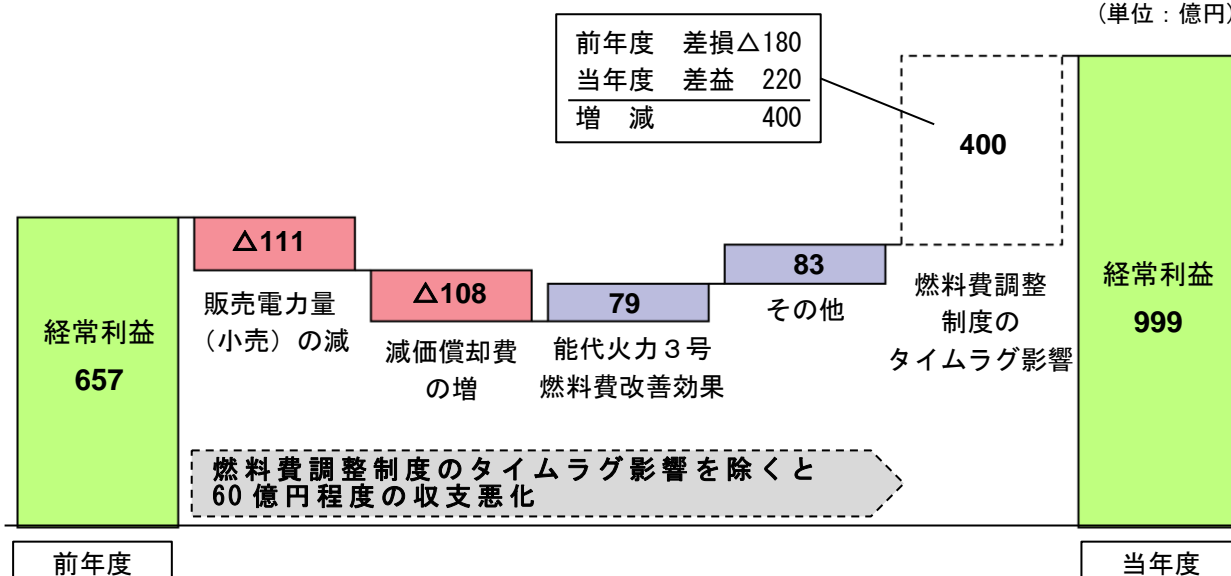 （単位：億円）
前年度　差損△180
当年度　差益　220
増　減　400
400
△111
△108
79
83
販売電力量
（小売）の減
減価償却費
の増
能代火力３号
燃料費改善効果
その他
燃料費調整
制度の
タイムラグ影響
経常利益
657
経常利益
999
燃料費調整制度のタイムラグ影響を除くと
60億円程度の収支悪化
前年度
当年度